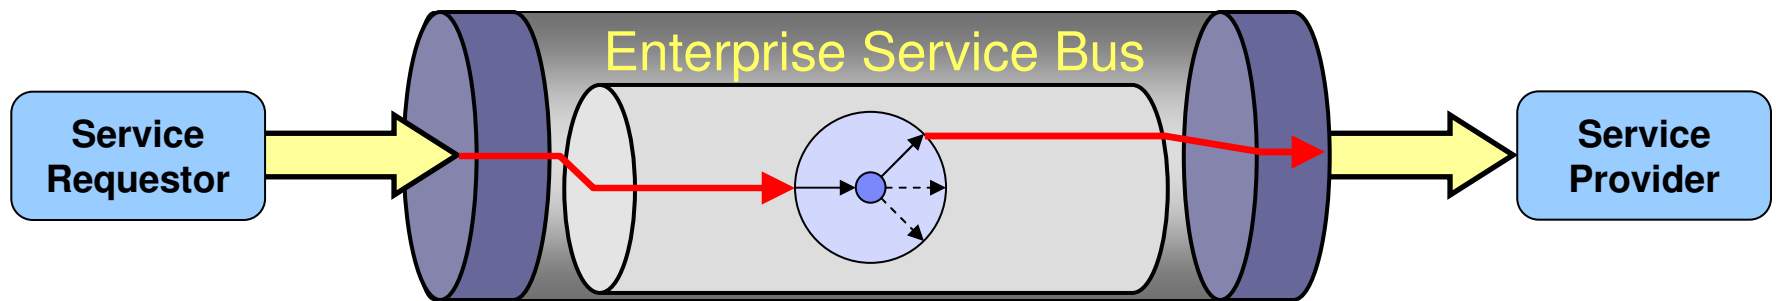 Enterprise Service Bus
Service
Requestor
Service
Provider